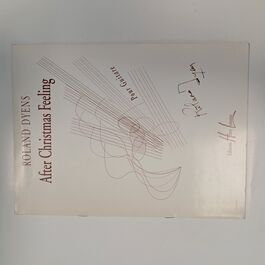 ROLAND DYENS
After Christmas Feeling
Pour Guitare